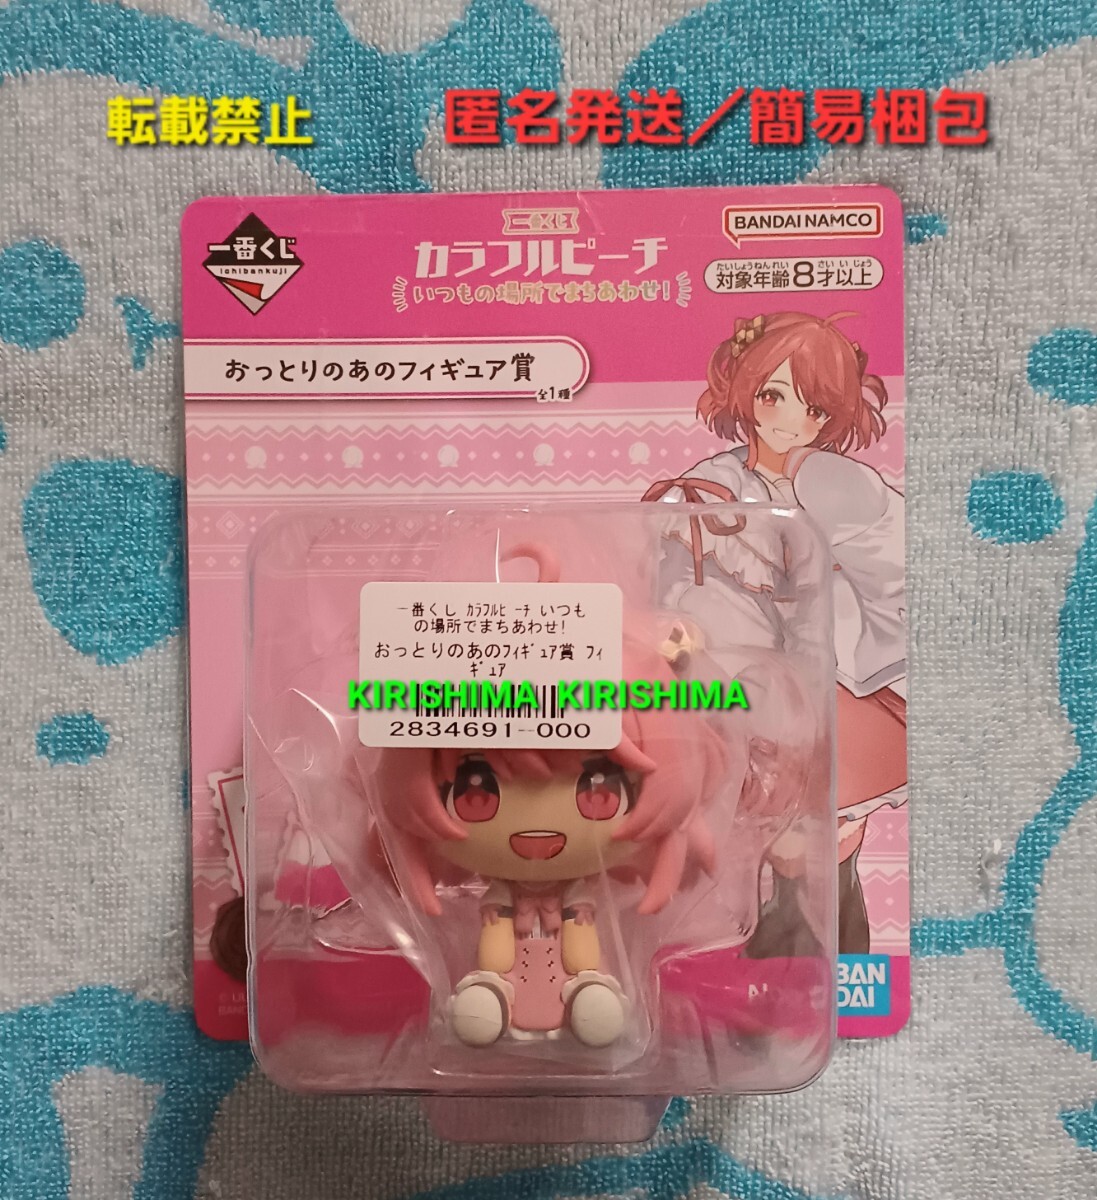 転載禁止
匿名発送／簡易梱包
一番くじ
ichibankuji
一番くじ
カラフルピーチ
いつもの場所でまちあわせ!
BANDAI NAMCO
たいしょうねんれい さい い じょう
対象年齢8才以上
おっとりのあのフィギュア賞
全1種
一番くじ ｶﾗﾌﾙﾋﾟｰﾁ いつも
の場所でまちあわせ!
おっとりのあのﾌｨｷﾞｭｱ賞 ﾌｨ
ｷﾞｭｱ
KIRISHIMA KIRISHIMA
2834691-000
BAN
DAI